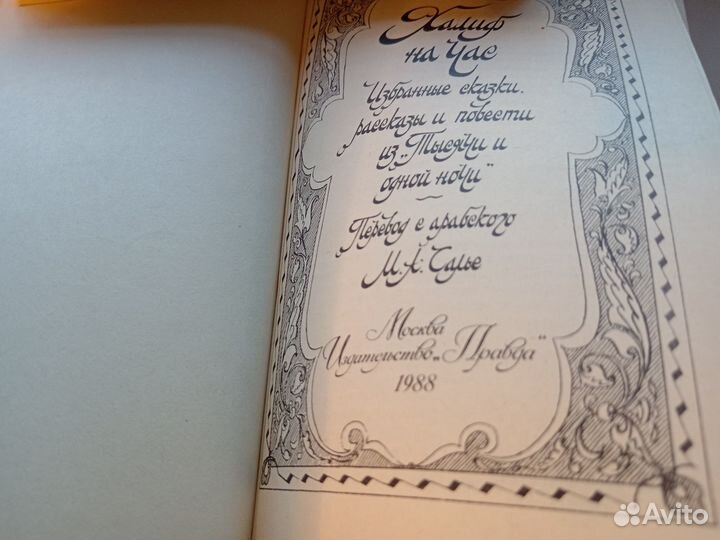 Халиф
на час
Избранные сказки,
рассказы и повести
из „Тысячи и
одной ночи"
Перевод с арабского
М. А. Салье
Москва
Издательство „Правда"
1988
Avito